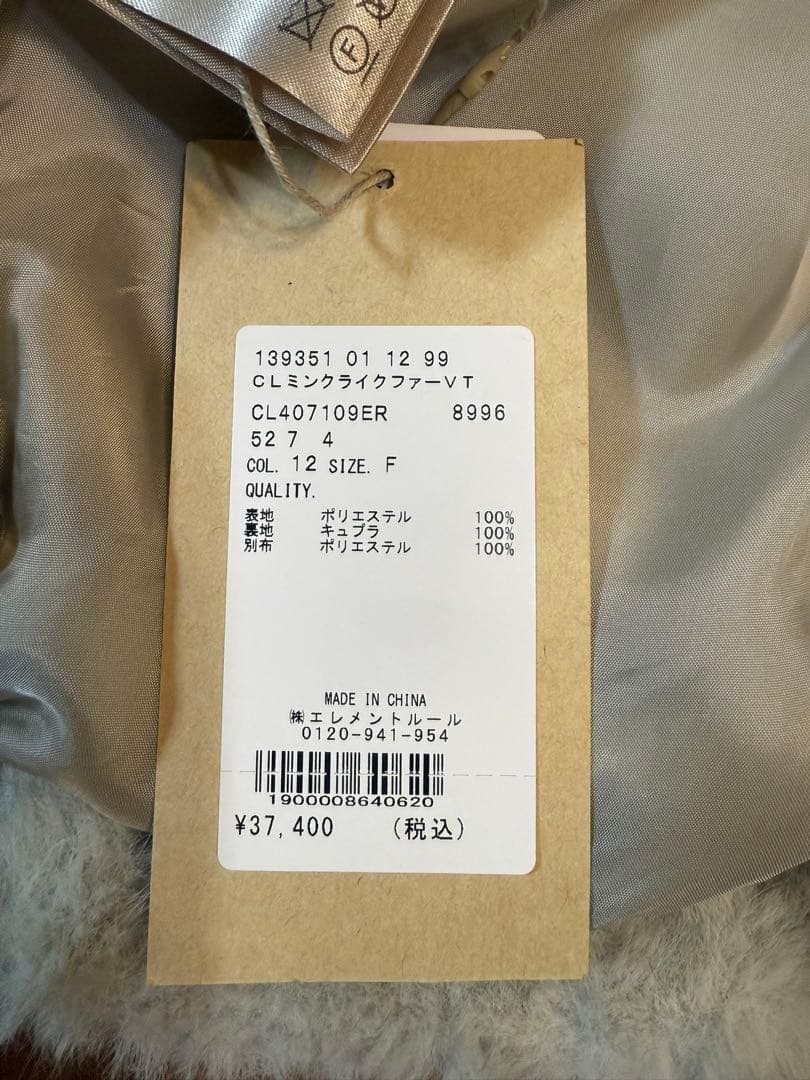 F
139351 01 12 99
CLミンクライクファーVT
CL407109ER 8996
52 7 4
COL. 12 SIZE. F
QUALITY.
表地 ポリエステル 100%
裏地 キュプラ 100%
別布 ポリエステル 100%
MADE IN CHINA
㈱エレメントルール
0120-941-954
1900008640620
¥37,400 (税込)